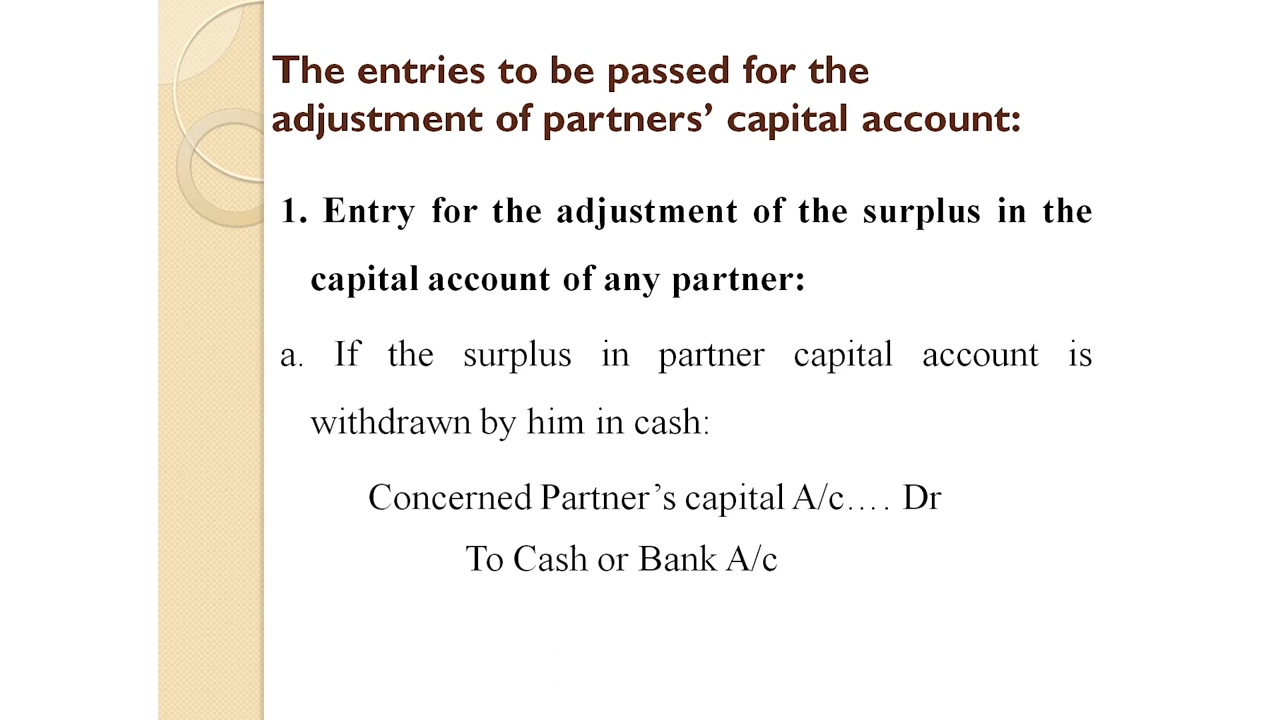 The entries to be passed for the
adjustment of partners’ capital account:
1. Entry for the adjustment of the surplus in the
capital account of any partner:
a. If the surplus in partner capital account is
withdrawn by him in cash:
Concerned Partner’s capital A/c…. Dr
To Cash or Bank A/c